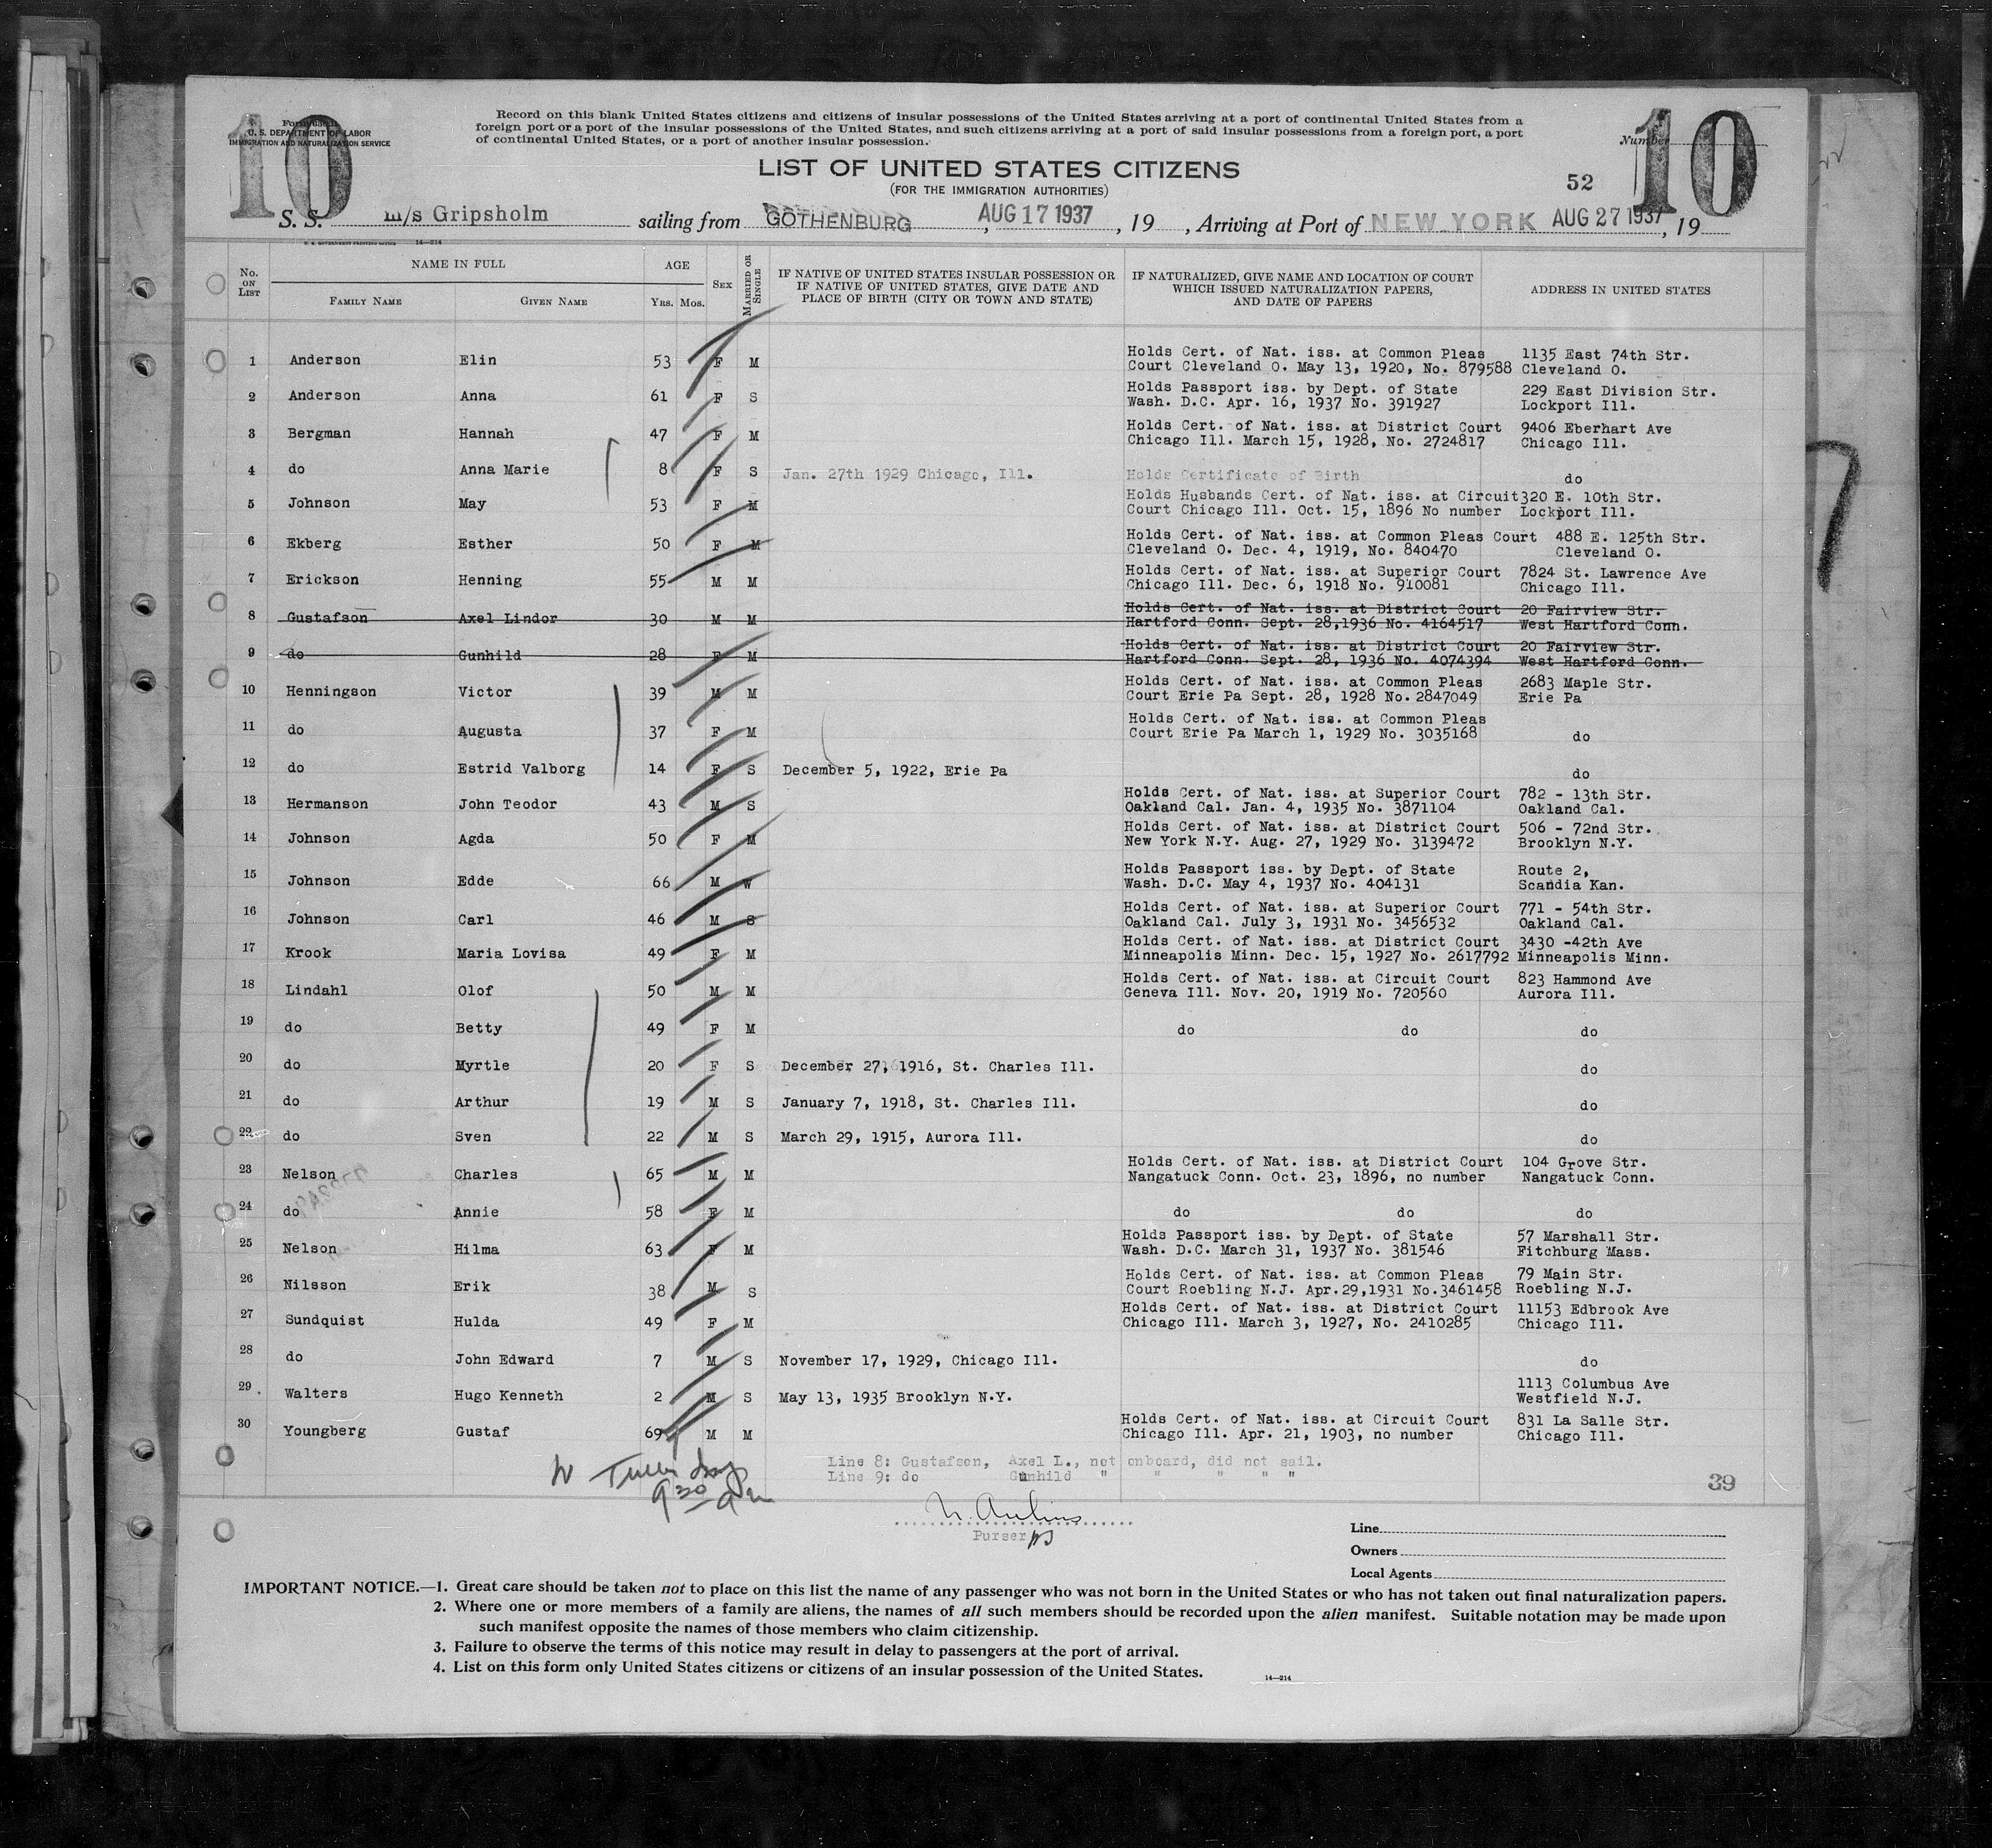 10
Form 630
U. S. DEPARTMENT OF LABOR
IMMIGRATION AND NATURALIZATION SERVICE
Record on this blank United States citizens and citizens of insular possessions of the United States arriving at a port of continental United States from a
foreign port or a port of the insular possessions of the United States, and such citizens arriving at a port of said insular possessions from a foreign port, a port
of continental United States, or a port of another insular possession.
Number
10
LIST OF UNITED STATES CITIZENS
(FOR THE IMMIGRATION AUTHORITIES)
52
S. S. m/s Gripsholm sailing from GOTHENBURG, AUG 17 1937, 19 , Arriving at Port of NEW YORK AUG 27 1937, 19
U. S. GOVERNMENT PRINTING OFFICE 14—214
No. ON LIST
NAME IN FULL
FAMILY NAME
GIVEN NAME
AGE
YRS. MOS.
SEX
MARRIED OR SINGLE
IF NATIVE OF UNITED STATES INSULAR POSSESSION OR
IF NATIVE OF UNITED STATES, GIVE DATE AND
PLACE OF BIRTH (CITY OR TOWN AND STATE)
IF NATURALIZED, GIVE NAME AND LOCATION OF COURT
WHICH ISSUED NATURALIZATION PAPERS,
AND DATE OF PAPERS
ADDRESS IN UNITED STATES
1 Anderson Elin 53 F M Holds Cert. of Nat. iss. at Common Pleas 1135 East 74th Str.
Court Cleveland O. May 13, 1920, No. 879588 Cleveland O.
2 Anderson Anna 61 F S Holds Passport iss. by Dept. of State 229 East Division Str.
Wash. D.C. Apr. 16, 1937 No. 391927 Lockport Ill.
3 Bergman Hannah 47 F M Holds Cert. of Nat. iss. at District Court 9406 Eberhart Ave
Chicago Ill. March 15, 1928, No. 2724817 Chicago Ill.
4 do Anna Marie 8 F S Jan. 27th 1929 Chicago, Ill. Holds Certificate of Birth do
5 Johnson May 53 F M Holds Husbands Cert. of Nat. iss. at Circuit 320 E. 10th Str.
Court Chicago Ill. Oct. 15, 1896 No number Lockport Ill.
6 Ekberg Esther 50 F M Holds Cert. of Nat. iss. at Common Pleas Court 488 E. 125th Str.
Cleveland O. Dec. 4, 1919, No. 840470 Cleveland O.
7 Erickson Henning 55 M M Holds Cert. of Nat. iss. at Superior Court 7824 St. Lawrence Ave
Chicago Ill. Dec. 6, 1918 No. 910081 Chicago Ill.
8 Gustafson Axel Lindor 30 M M Holds Cert. of Nat. iss. at District Court 20 Fairview Str.
Hartford Conn. Sept. 28,1936 No. 4164517 West Hartford Conn.
9 do Gunhild 28 F M Holds Cert. of Nat. iss. at District Court 20 Fairview Str.
Hartford Conn. Sept. 28, 1936 No. 4074394 West Hartford Conn.
10 Henningson Victor 39 M M Holds Cert. of Nat. iss. at Common Pleas 2683 Maple Str.
Court Erie Pa Sept. 28, 1928 No. 2847049 Erie Pa
11 do Augusta 37 F M Holds Cert. of Nat. iss. at Common Pleas
Court Erie Pa March 1, 1929 No. 3035168 do
12 do Estrid Valborg 14 F S December 5, 1922, Erie Pa do
13 Hermanson John Teodor 43 M S Holds Cert. of Nat. iss. at Superior Court 782 - 13th Str.
Oakland Cal. Jan. 4, 1935 No. 3871104 Oakland Cal.
14 Johnson Agda 50 F M Holds Cert. of Nat. iss. at District Court 506 - 72nd Str.
New York N.Y. Aug. 27, 1929 No. 3139472 Brooklyn N.Y.
15 Johnson Edde 66 M W Holds Passport iss. by Dept. of State Route 2,
Wash. D.C. May 4, 1937 No. 404131 Scandia Kan.
16 Johnson Carl 46 M S Holds Cert. of Nat. iss. at Superior Court 771 - 54th Str.
Oakland Cal. July 3, 1931 No. 3456532 Oakland Cal.
17 Krook Maria Lovisa 49 F M Holds Cert. of Nat. iss. at District Court 3430 -42th Ave
Minneapolis Minn. Dec. 15, 1927 No. 2617792 Minneapolis Minn.
18 Lindahl Olof 50 M M Holds Cert. of Nat. iss. at Circuit Court 823 Hammond Ave
Geneva Ill. Nov. 20, 1919 No. 720560 Aurora Ill.
19 do Betty 49 F M do do do
20 do Myrtle 20 F S December 27, 1916, St. Charles Ill. do
21 do Arthur 19 M S January 7, 1918, St. Charles Ill. do
22 do Sven 22 M S March 29, 1915, Aurora Ill. do
23 Nelson Charles 65 M M Holds Cert. of Nat. iss. at District Court 104 Grove Str.
Nangatuck Conn. Oct. 23, 1896, no number Nangatuck Conn.
24 do Annie 58 F M do do do
25 Nelson Hilma 63 F M Holds Passport iss. by Dept. of State 57 Marshall Str.
Wash. D.C. March 31, 1937 No. 381546 Fitchburg Mass.
26 Nilsson Erik 38 M S Holds Cert. of Nat. iss. at Common Pleas 79 Main Str.
Court Roebling N.J. Apr.29,1931 No.3461458 Roebling N.J.
27 Sundquist Hulda 49 F M Holds Cert. of Nat. iss. at District Court 11153 Edbrook Ave
Chicago Ill. March 3, 1927, No. 2410285 Chicago Ill.
28 do John Edward 7 M S November 17, 1929, Chicago Ill. do
29 Walters Hugo Kenneth 2 M S May 13, 1935 Brooklyn N.Y. 1113 Columbus Ave
Westfield N.J.
30 Youngberg Gustaf 69 M M Holds Cert. of Nat. iss. at Circuit Court 831 La Salle Str.
Chicago Ill. Apr. 21, 1903, no number Chicago Ill.
Line 8: Gustafson, Axel L., not onboard, did not sail.
Line 9: do Gunhild " " " " "
39
Purser
Line
Owners
Local Agents
IMPORTANT NOTICE.—1. Great care should be taken not to place on this list the name of any passenger who was not born in the United States or who has not taken out final naturalization papers.
2. Where one or more members of a family are aliens, the names of all such members should be recorded upon the alien manifest. Suitable notation may be made upon
such manifest opposite the names of those members who claim citizenship.
3. Failure to observe the terms of this notice may result in delay to passengers at the port of arrival.
4. List on this form only United States citizens or citizens of an insular possession of the United States.
14—214